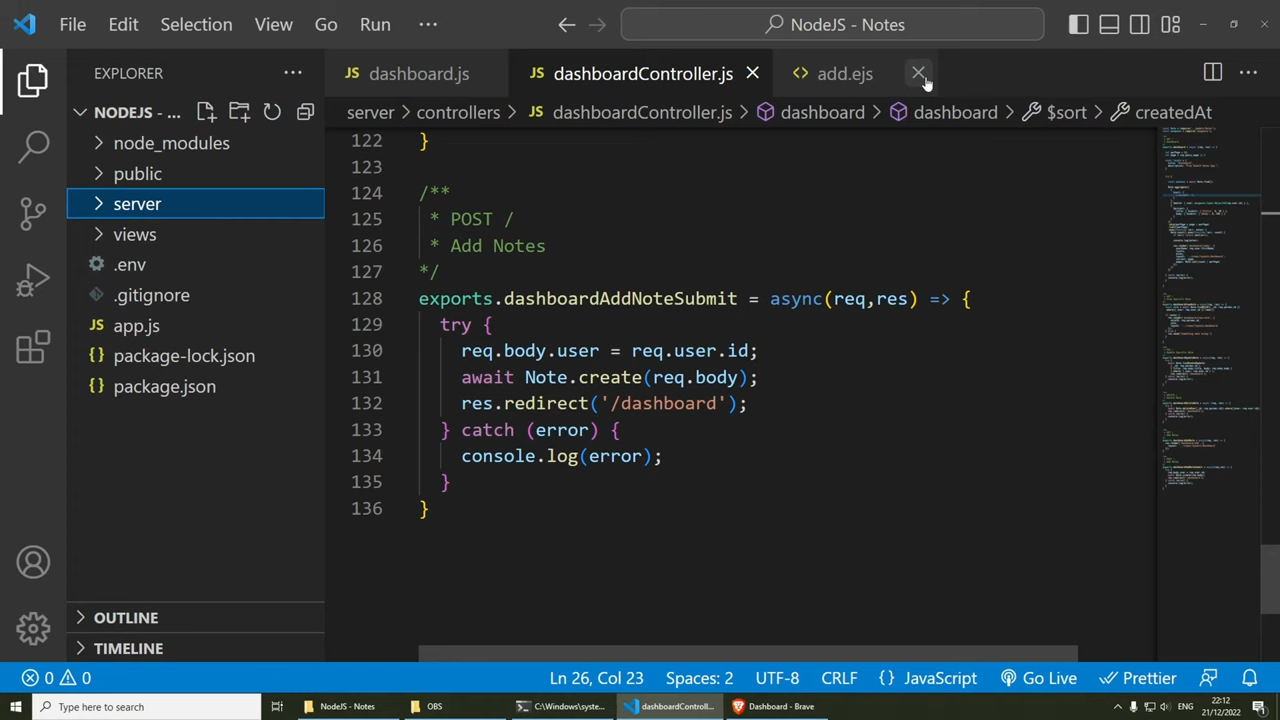 File Edit Selection View Go Run ··· NodeJS - Notes
EXPLORER ···
JS dashboard.js JS dashboardController.js <> add.ejs ···
NODEJS - ...
server > controllers > JS dashboardController.js > dashboard > dashboard > $sort > createdAt
node_modules
public
server
views
.env
.gitignore
JS app.js
{} package-lock.json
{} package.json
OUTLINE
TIMELINE
122 }
123
124 /**
125 * POST /
126 * Add Notes
127 */
128 exports.dashboardAddNoteSubmit = async(req,res) => {
129 try {
130 req.body.user = req.user.id;
131 await Note.create(req.body);
132 res.redirect('/dashboard');
133 } catch (error) {
134 console.log(error);
135 }
136 }
0 0 Ln 26, Col 23 Spaces: 2 UTF-8 CRLF {} JavaScript Go Live Prettier
Type here to search NodeJS - Notes OBS C:\Windows\syste... dashboardControll... Dashboard - Brave 22:12
21/12/2022